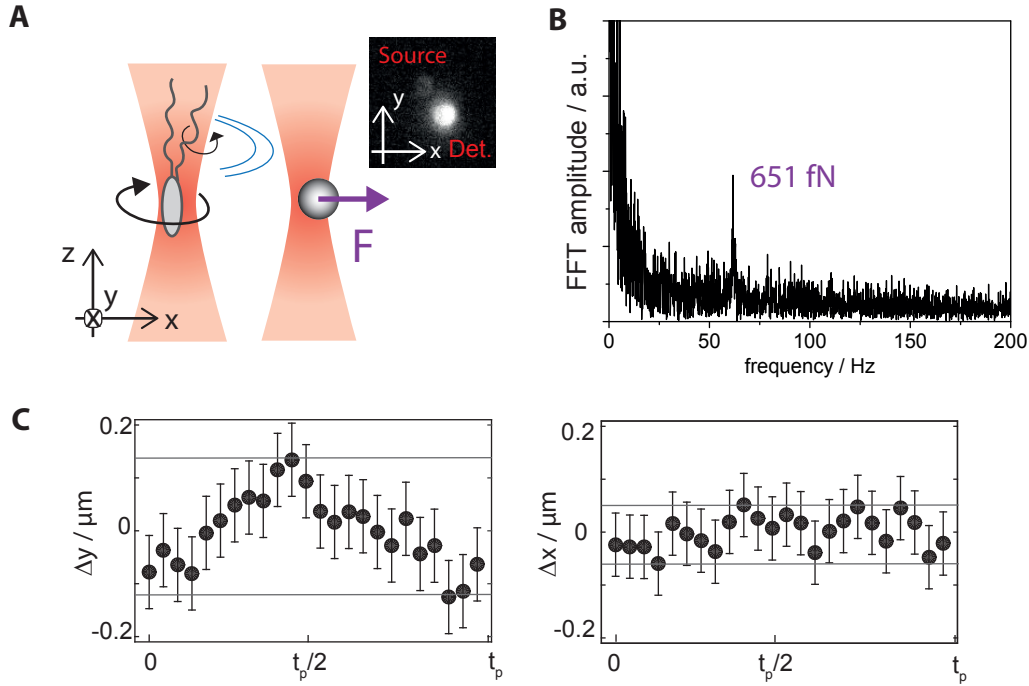 A
Source
y
x
Det.
F
z
y
x
x
B
FFT amplitude / a.u.
651 fN
0
50
100
150
200
frequency / Hz
C
Δy / µm
0.2
0
-0.2
0
t_p/2
t_p
Δx / µm
0.2
0
-0.2
0
t_p/2
t_p